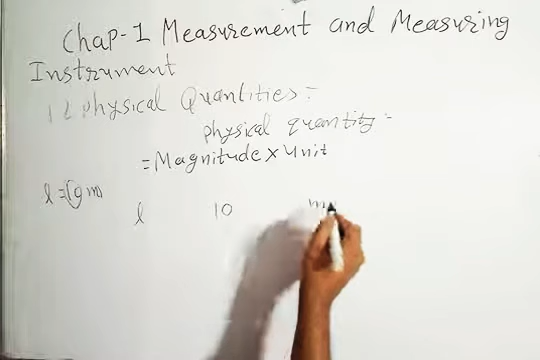 Chap-1 Measurement and Measuring
Instrument
1.2 physical Quantities :-
physical quantity -
= Magnitude × Unit
l = 10 m
l 10 m